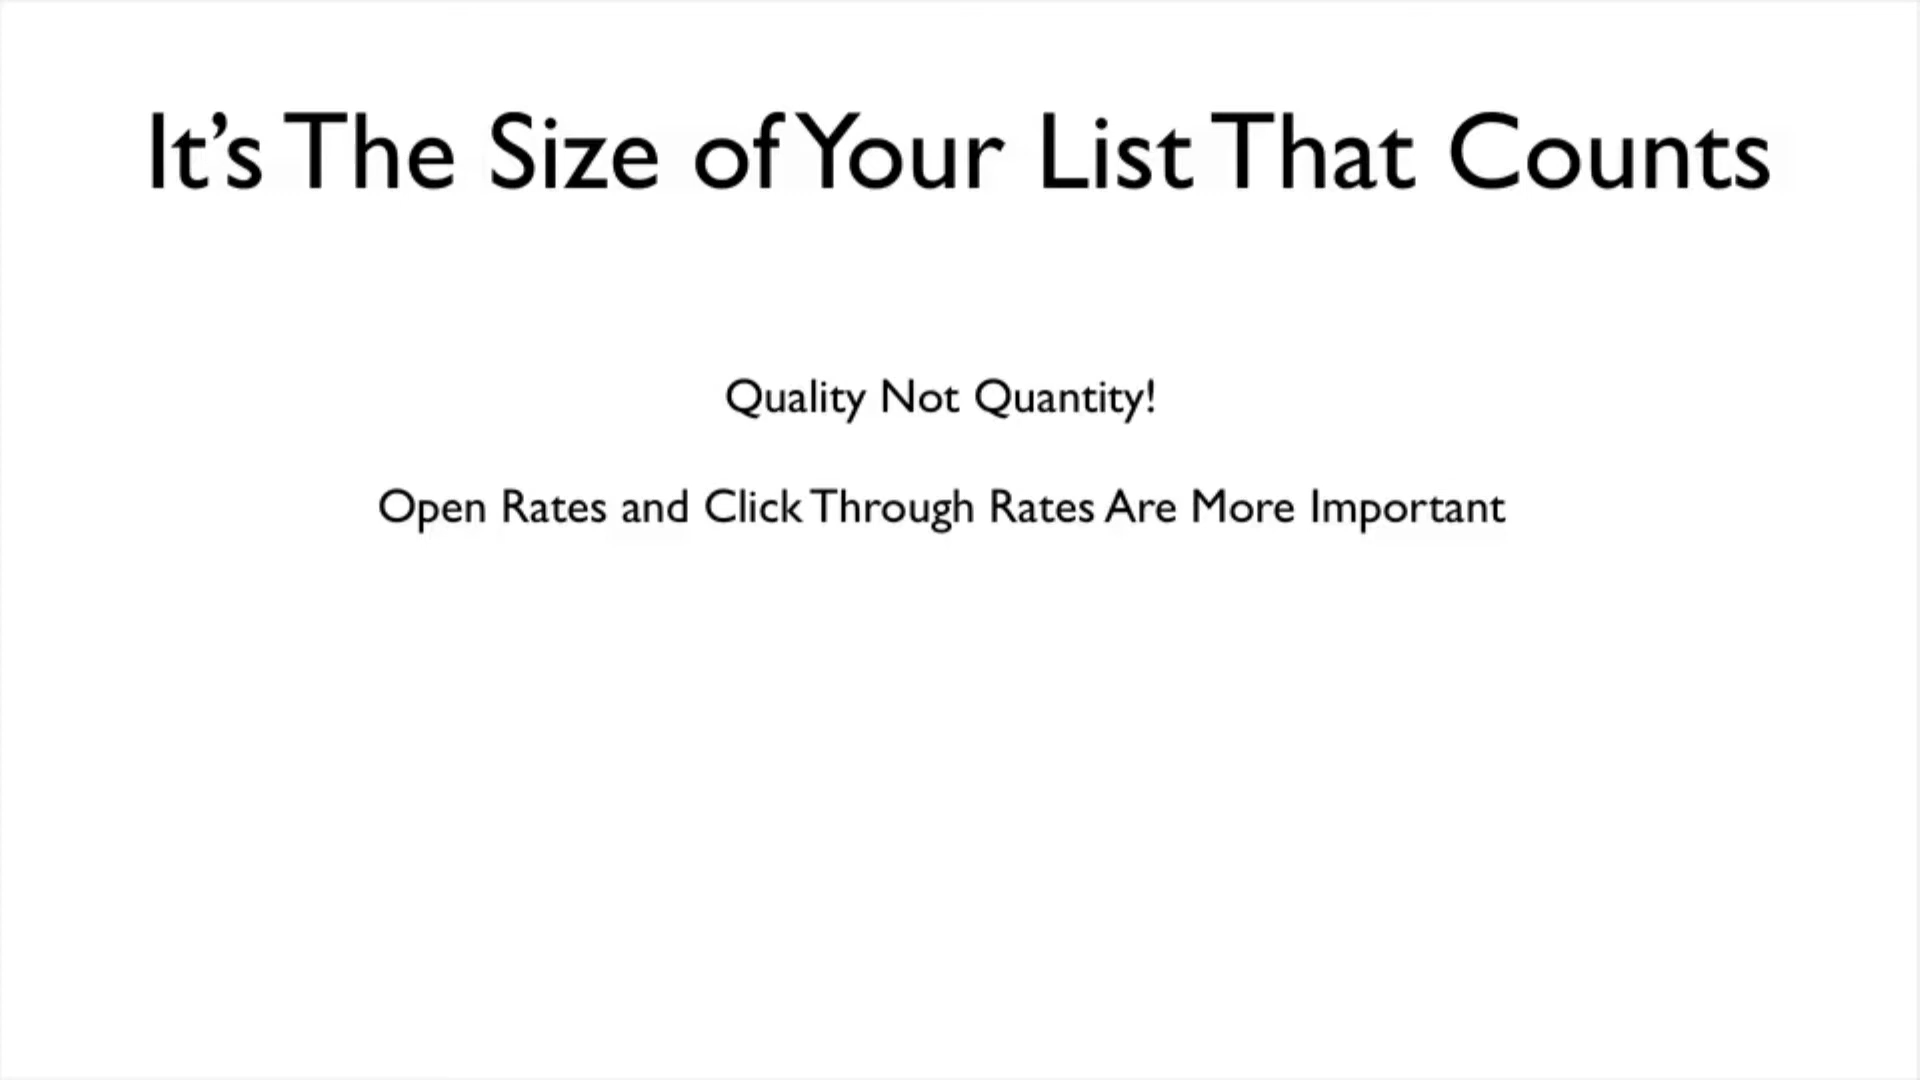 It’s The Size of Your List That Counts
Quality Not Quantity!
Open Rates and Click Through Rates Are More Important